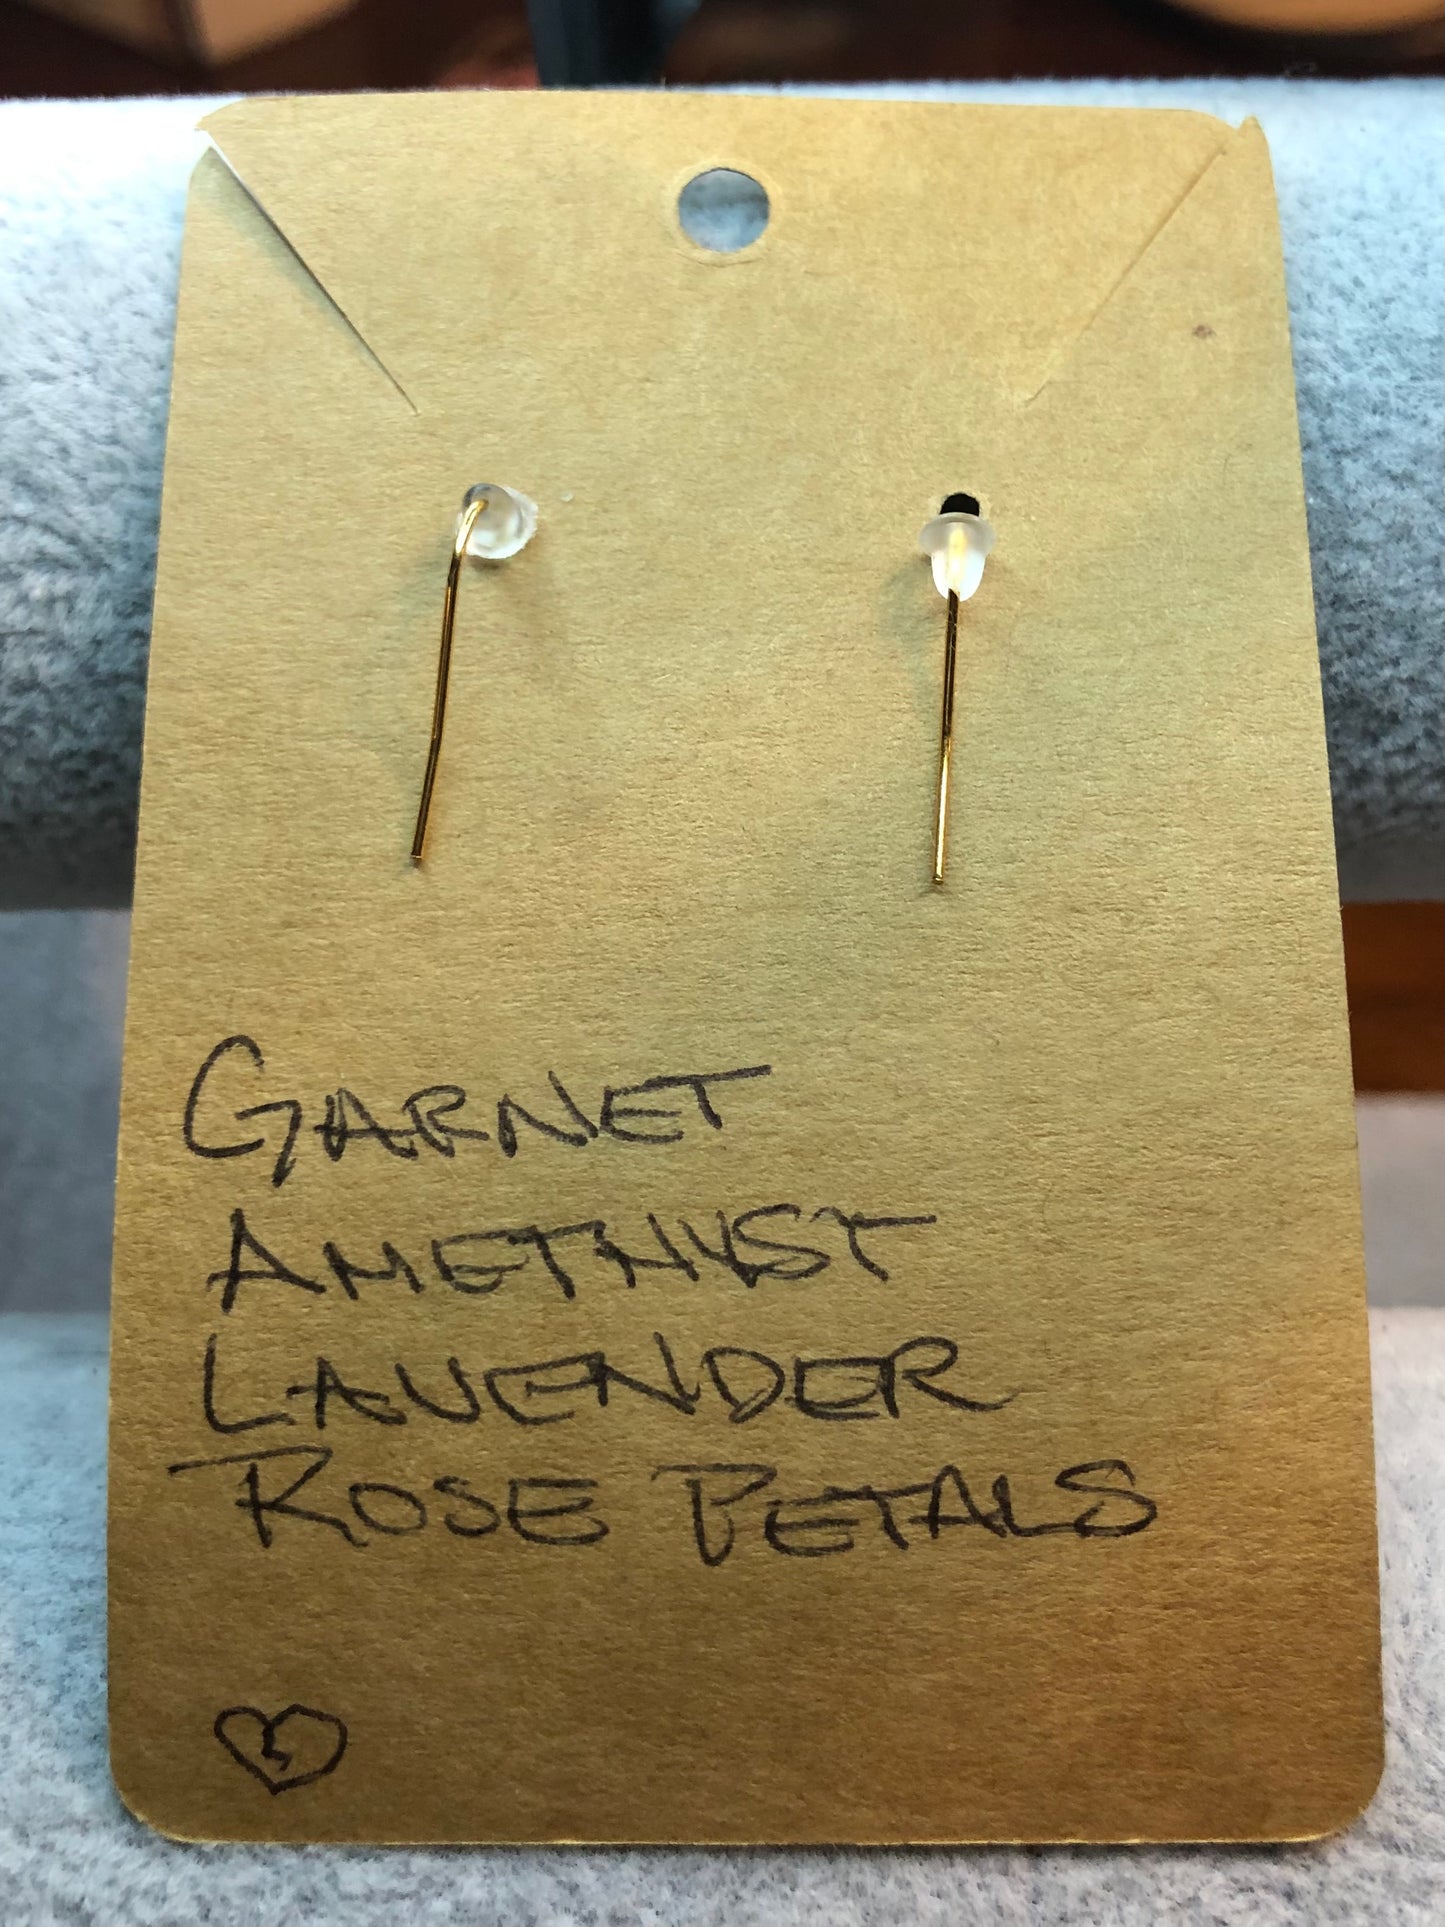 GARNET
AMETHYST
LAVENDER
ROSE PETALS